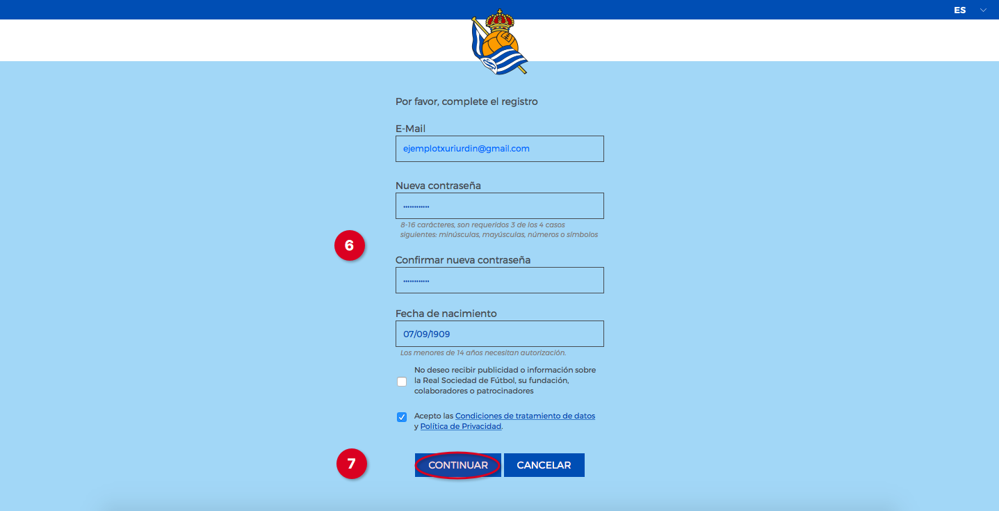 ES
Por favor, complete el registro
E-Mail
ejemplotxuriurdin@gmail.com
Nueva contraseña
············
8-16 carácteres, son requeridos 3 de los 4 casos
siguientes: minúsculas, mayúsculas, números o símbolos
6
Confirmar nueva contraseña
············
Fecha de nacimiento
07/09/1909
Los menores de 14 años necesitan autorización.
No deseo recibir publicidad o información sobre
la Real Sociedad de Fútbol, su fundación,
colaboradores o patrocinadores
Acepto las Condiciones de tratamiento de datos
y Política de Privacidad.
7
CONTINUAR CANCELAR